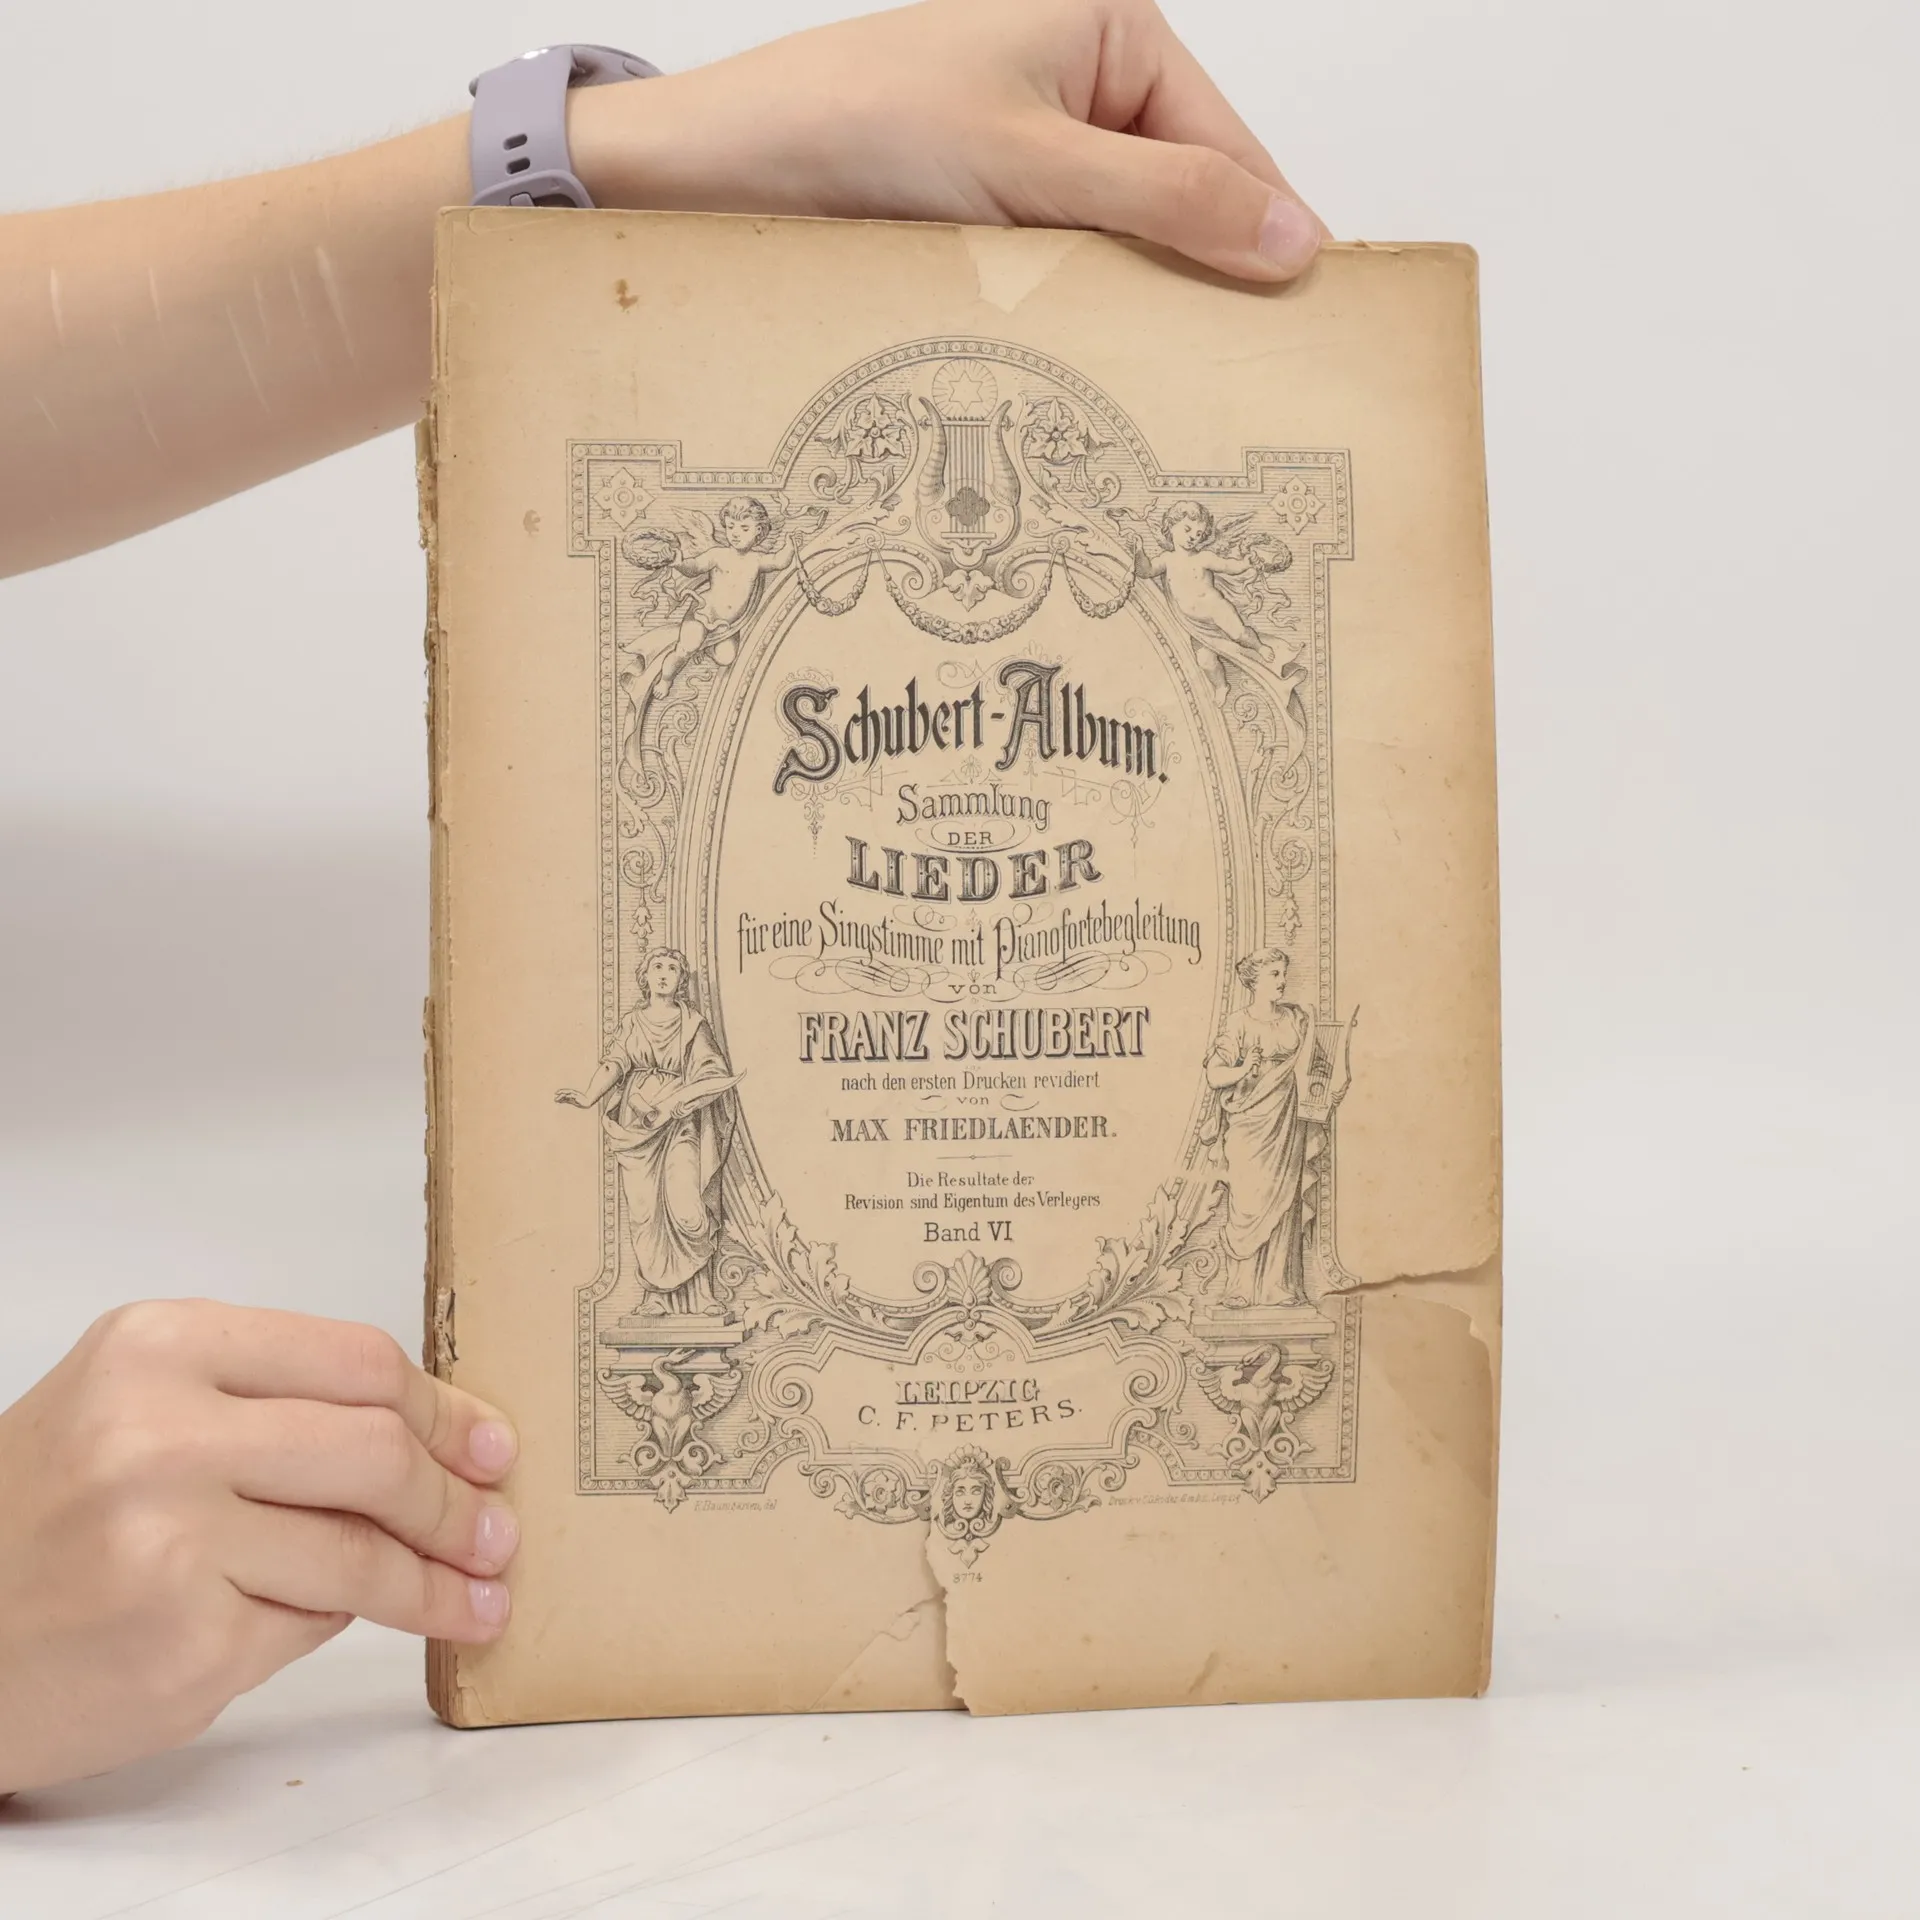 Schubert-Album.
Sammlung
DER
LIEDER
für eine Singstimme mit Pianofortebegleitung
von
FRANZ SCHUBERT
nach den ersten Drucken revidiert
von
MAX FRIEDLAENDER.
Die Resultate der
Revision sind Eigentum des Verlegers
Band VI
LEIPZIG
C. F. PETERS.
8774